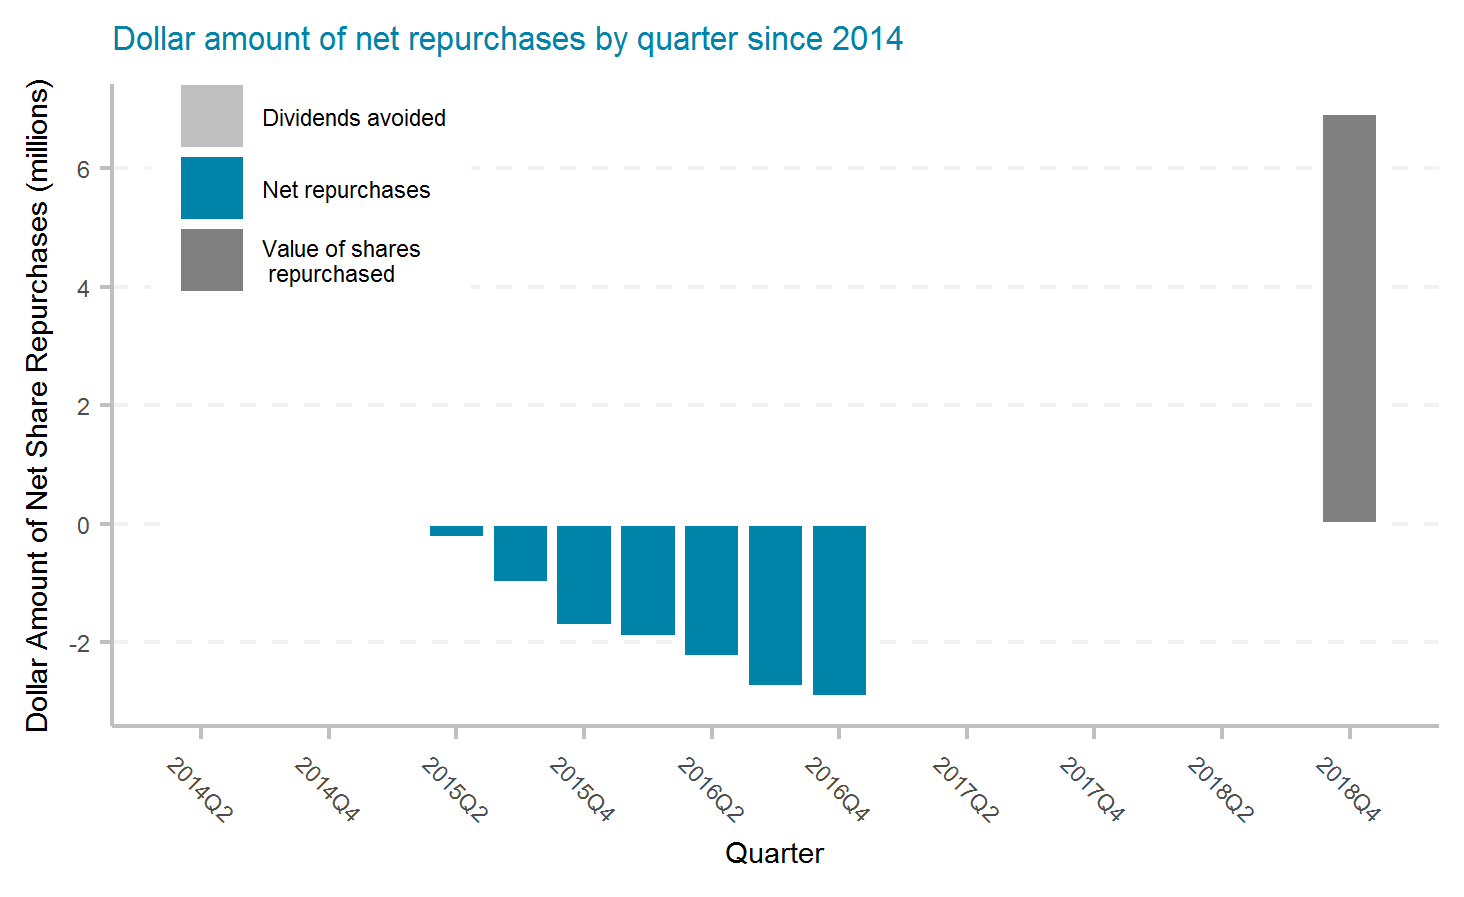 Dollar amount of net repurchases by quarter since 2014
Dollar Amount of Net Share Repurchases (millions)
Dividends avoided
Net repurchases
Value of shares
repurchased
6
4
2
0
-2
2014Q2
2014Q4
2015Q2
2015Q4
2016Q2
2016Q4
2017Q2
2017Q4
2018Q2
2018Q4
Quarter